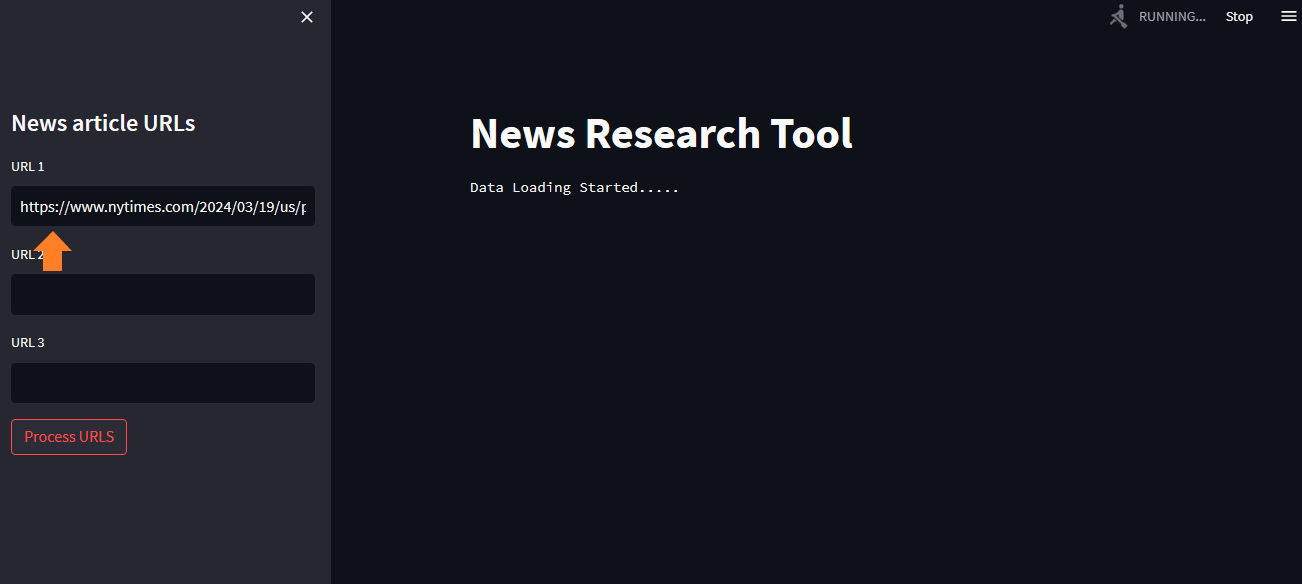 RUNNING...
Stop
News article URLs
URL 1
https://www.nytimes.com/2024/03/19/us/p
URL 2
URL 3
Process URLS
News Research Tool
Data Loading Started.....